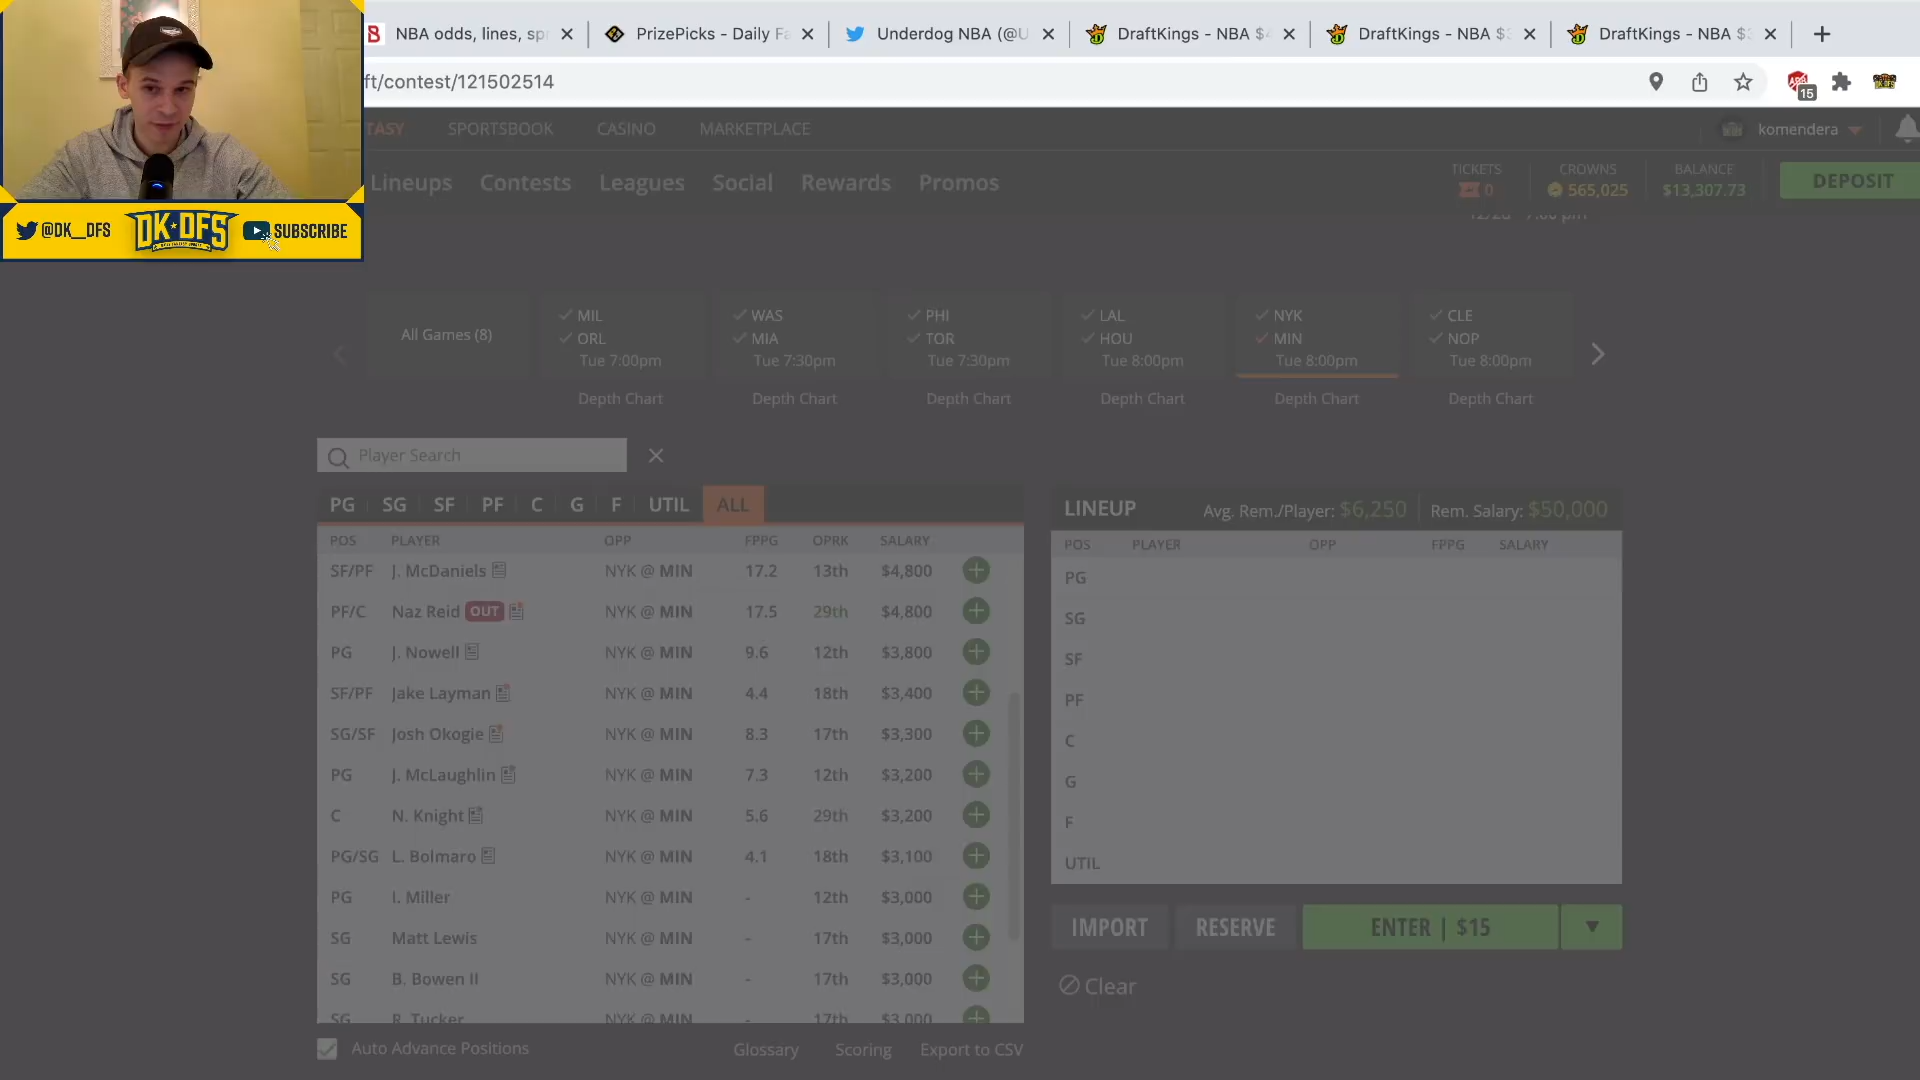 NBA odds, lines, sp
PrizePicks - Daily Fa
Underdog NBA (@U
DraftKings - NBA $
DraftKings - NBA $
DraftKings - NBA $
ft/contest/121502514
15
TASY SPORTSBOOK CASINO MARKETPLACE
komendera
Lineups Contests Leagues Social Rewards Promos
TICKETS
0
CROWNS
565,025
BALANCE
$13,307.73
DEPOSIT
@DK__DFS
DK DFS
SUBSCRIBE
All Games (8)
MIL
ORL
Tue 7:00pm
Depth Chart
WAS
MIA
Tue 7:30pm
Depth Chart
PHI
TOR
Tue 7:30pm
Depth Chart
LAL
HOU
Tue 8:00pm
Depth Chart
NYK
MIN
Tue 8:00pm
Depth Chart
CLE
NOP
Tue 8:00pm
Depth Chart
Player Search
PG SG SF PF C G F UTIL ALL
POS PLAYER OPP FPPG OPRK SALARY
SF/PF J. McDaniels NYK @ MIN 17.2 13th $4,800
PF/C Naz Reid OUT NYK @ MIN 17.5 29th $4,800
PG J. Nowell NYK @ MIN 9.6 12th $3,800
SF/PF Jake Layman NYK @ MIN 4.4 18th $3,400
SG/SF Josh Okogie NYK @ MIN 8.3 17th $3,300
PG J. McLaughlin NYK @ MIN 7.3 12th $3,200
C N. Knight NYK @ MIN 5.6 29th $3,200
PG/SG L. Bolmaro NYK @ MIN 4.1 18th $3,100
PG I. Miller NYK @ MIN - 12th $3,000
SG Matt Lewis NYK @ MIN - 17th $3,000
SG B. Bowen II NYK @ MIN - 17th $3,000
SG R. Tucker NYK @ MIN - 17th $3,000
Auto Advance Positions
Glossary Scoring Export to CSV
LINEUP Avg. Rem./Player: $6,250 Rem. Salary: $50,000
POS PLAYER OPP FPPG SALARY
PG
SG
SF
PF
C
G
F
UTIL
IMPORT RESERVE ENTER | $15
Clear